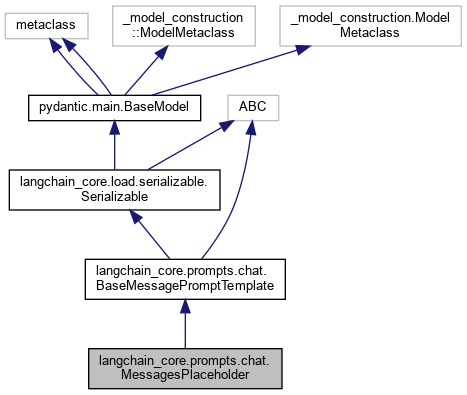 metaclass
_model_construction
::ModelMetaclass
_model_construction.Model
Metaclass
pydantic.main.BaseModel
ABC
langchain_core.load.serializable.
Serializable
langchain_core.prompts.chat.
BaseMessagePromptTemplate
langchain_core.prompts.chat.
MessagesPlaceholder